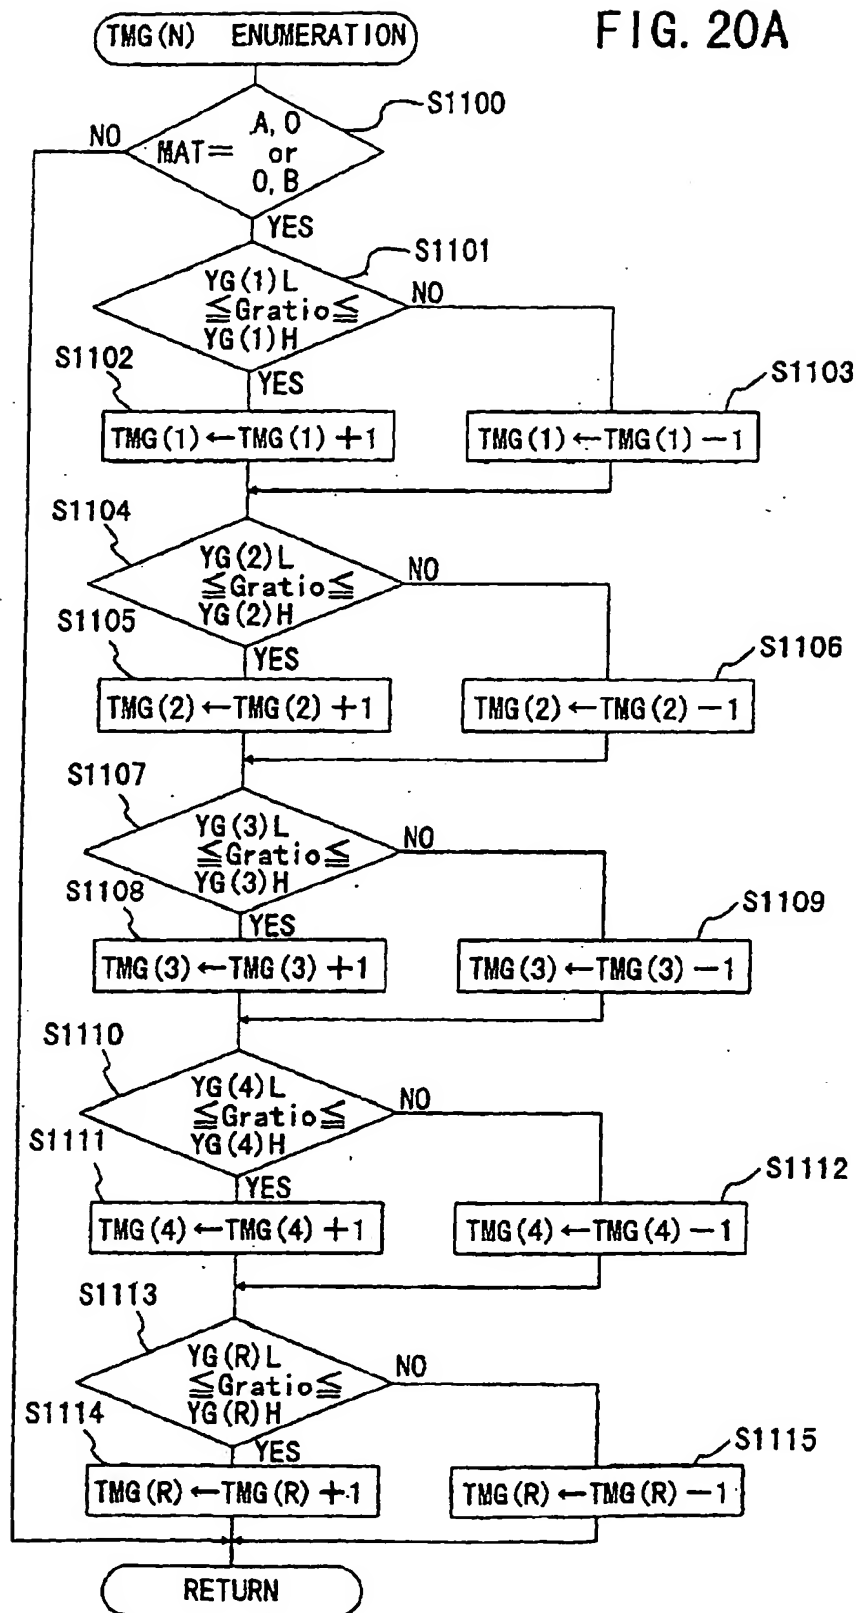 FIG. 20A
TMG(N) ENUMERATION
S1100
NO
MAT=
A, 0
or
0, B
YES
S1101
YG(1)L
≦Gratio≦
YG(1)H
NO
S1102
YES
S1103
TMG(1)←TMG(1)+1
TMG(1)←TMG(1)−1
S1104
YG(2)L
≦Gratio≦
YG(2)H
NO
S1105
YES
S1106
TMG(2)←TMG(2)+1
TMG(2)←TMG(2)−1
S1107
YG(3)L
≦Gratio≦
YG(3)H
NO
S1108
YES
S1109
TMG(3)←TMG(3)+1
TMG(3)←TMG(3)−1
S1110
YG(4)L
≦Gratio≦
YG(4)H
NO
S1111
YES
S1112
TMG(4)←TMG(4)+1
TMG(4)←TMG(4)−1
S1113
YG(R)L
≦Gratio≦
YG(R)H
NO
S1114
YES
S1115
TMG(R)←TMG(R)+1
TMG(R)←TMG(R)−1
RETURN